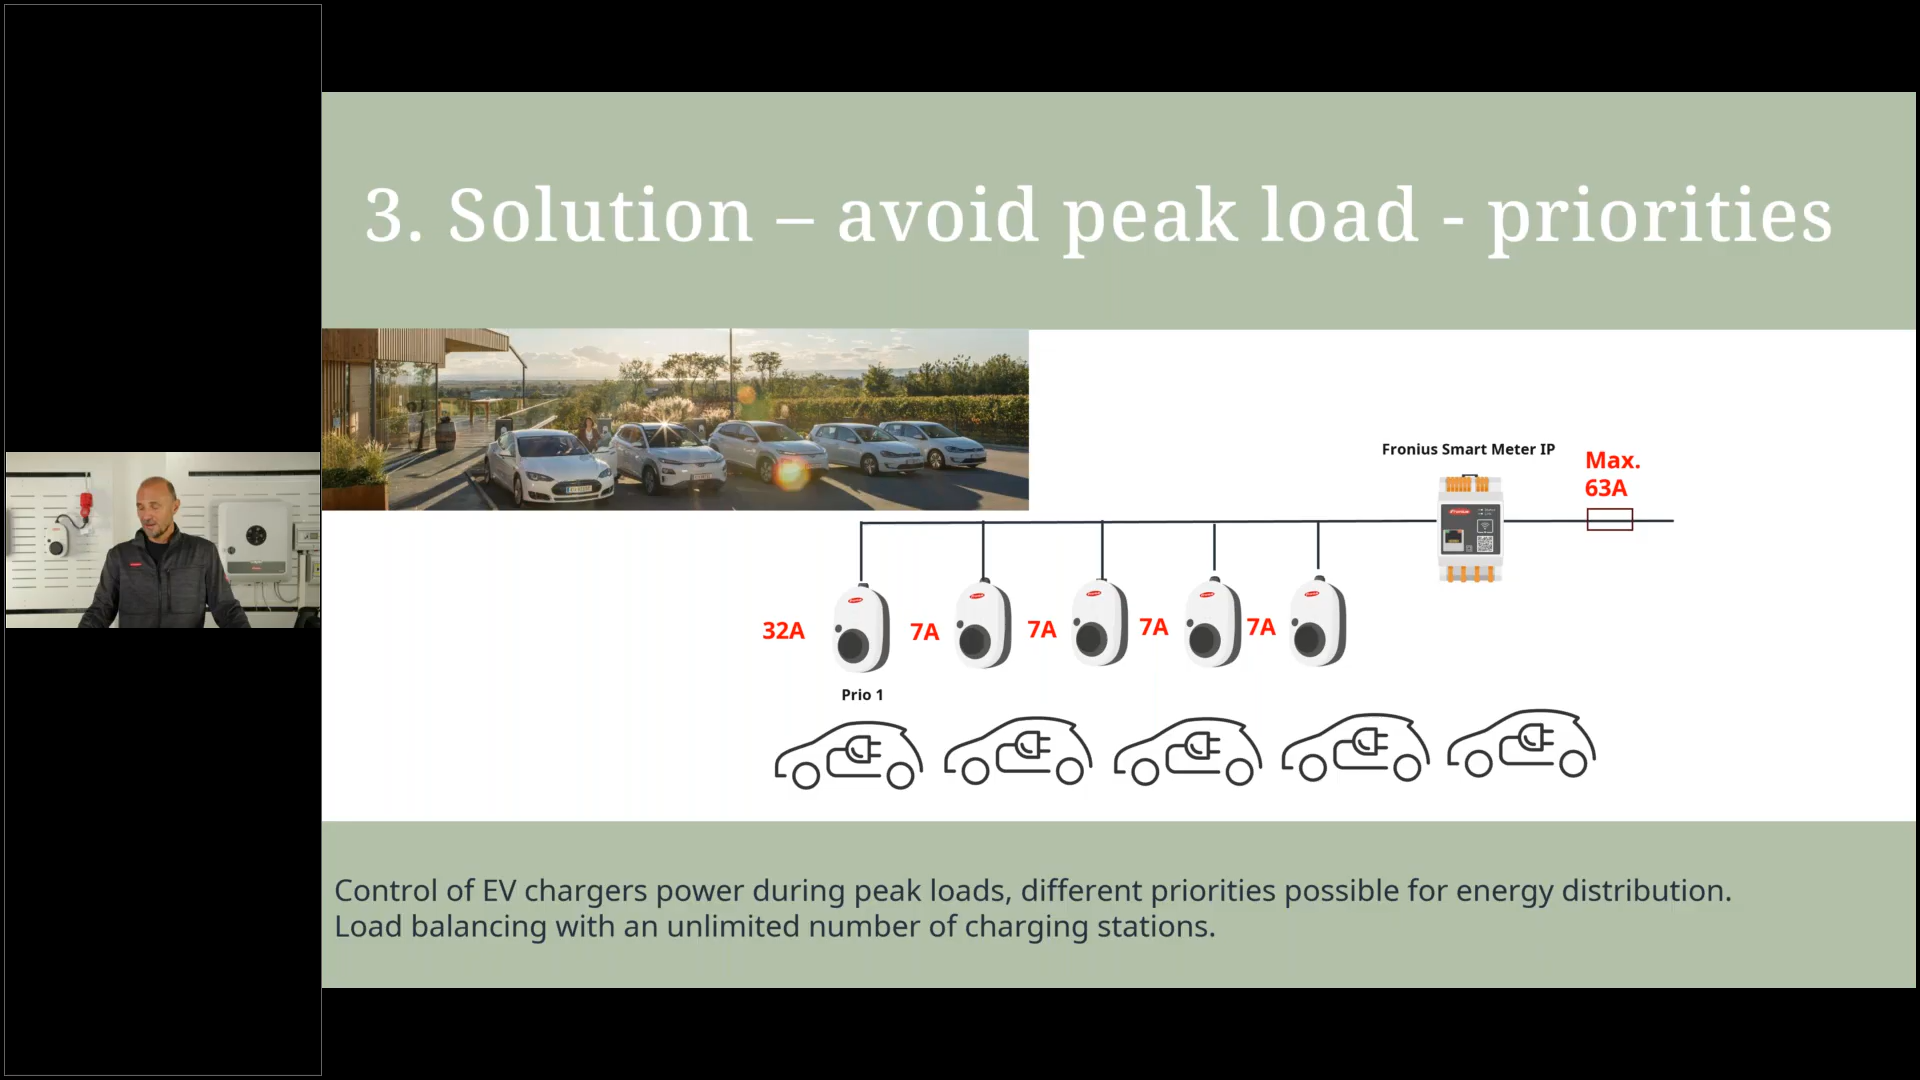 3. Solution – avoid peak load - priorities
Fronius Smart Meter IP
Max.
63A
Fronius
32A
7A
7A
7A
7A
Prio 1
Control of EV chargers power during peak loads, different priorities possible for energy distribution.
Load balancing with an unlimited number of charging stations.